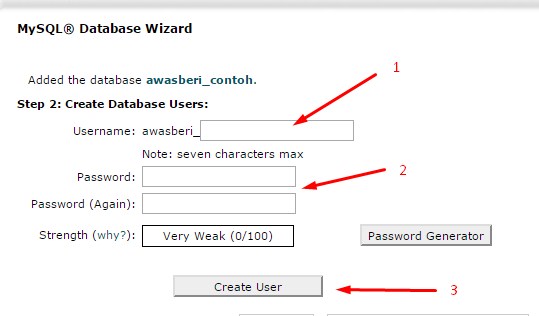 MySQL® Database Wizard
Added the database awasberi_contoh.
1
Step 2: Create Database Users:
Username: awasberi_
Note: seven characters max
Password:
2
Password (Again):
Strength (why?): Very Weak (0/100) Password Generator
Create User
3